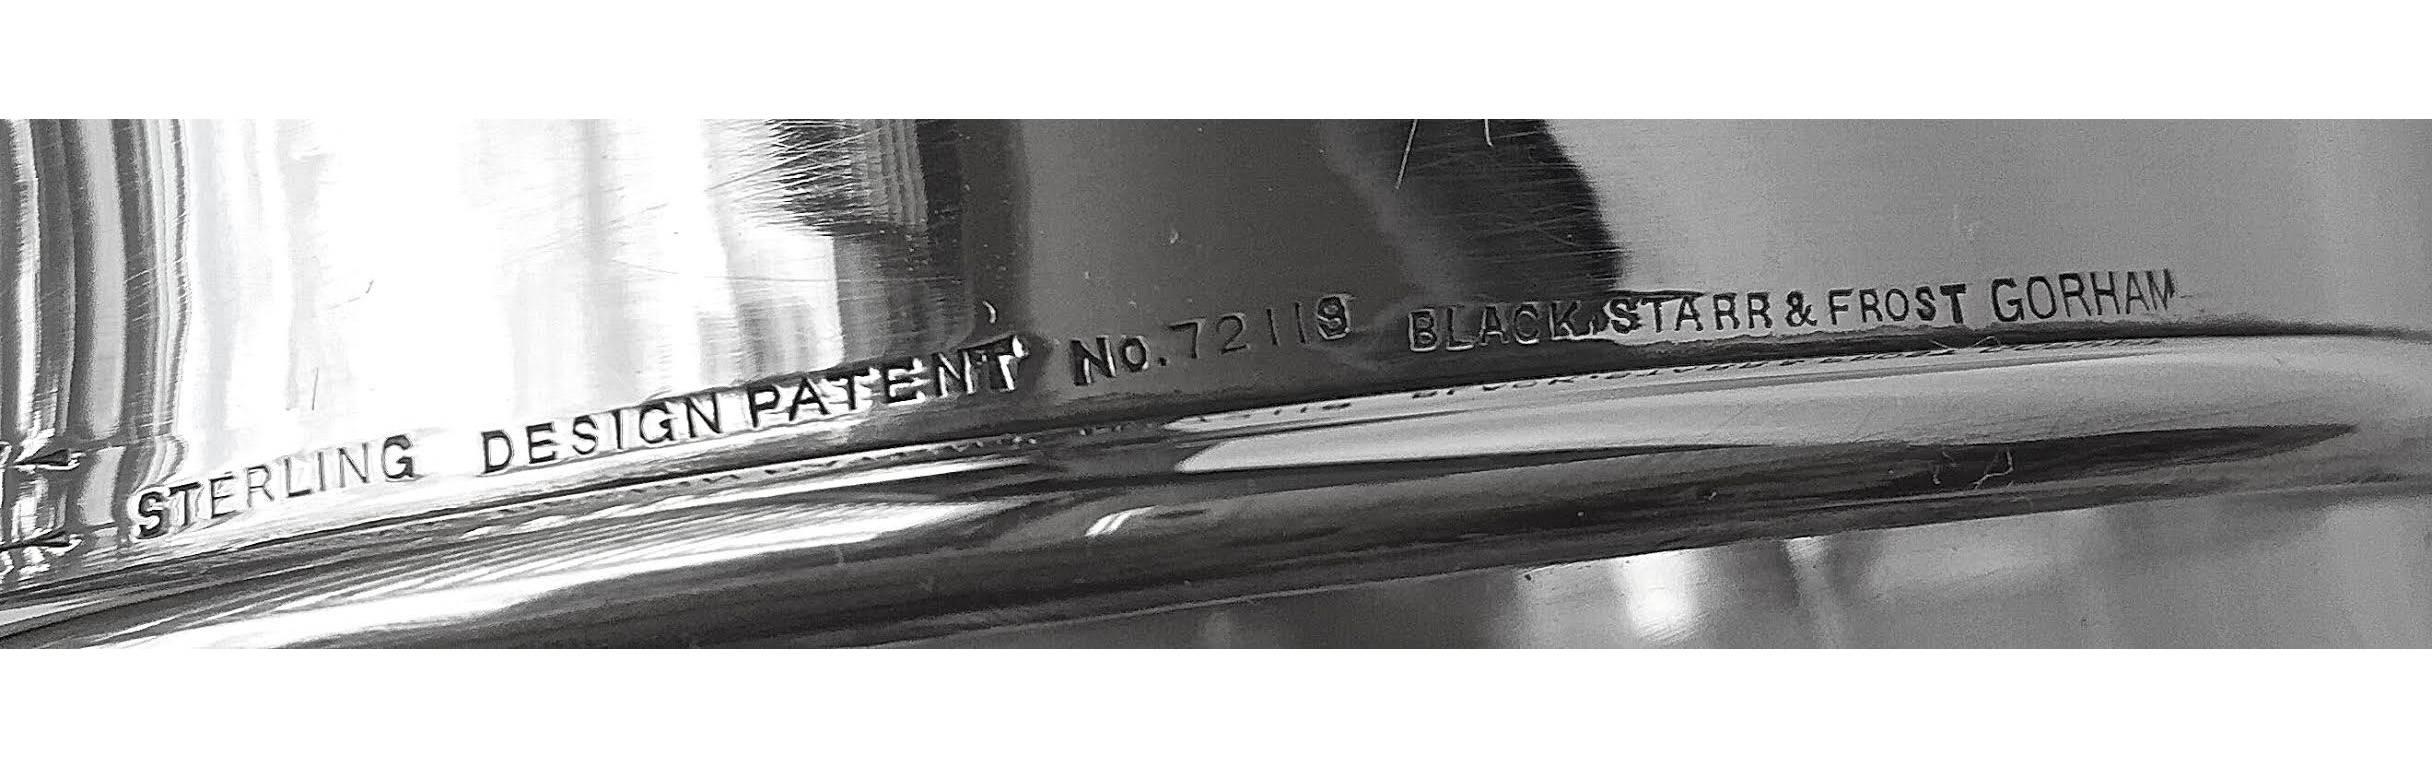 STERLING DESIGN PATENT No. 72119 BLACK, STARR & FROST GORHAM